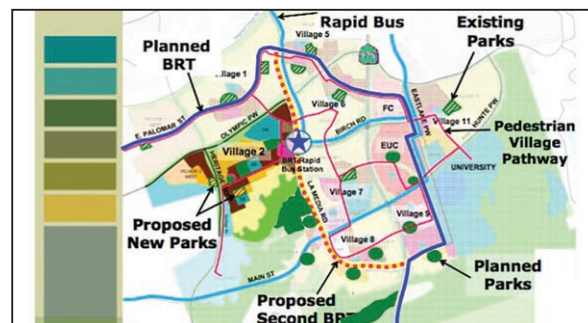 Rapid Bus
Existing
Parks
Planned
BRT
Village 5
Village 1
Village 6
FC
EASTLAKE PW
HUNTE PW
Village 11
E. PALOMAR ST
OLYMPIC PW
BIRCH RD
Pedestrian
Village
Pathway
Village 2
EUC
UNIVERSITY
BRT/Rapid
Bus Station
Proposed
New Parks
LA MEDIA RD
Village 7
Village 9
Village 8
MAIN ST
Planned
Parks
Proposed
Second BRT